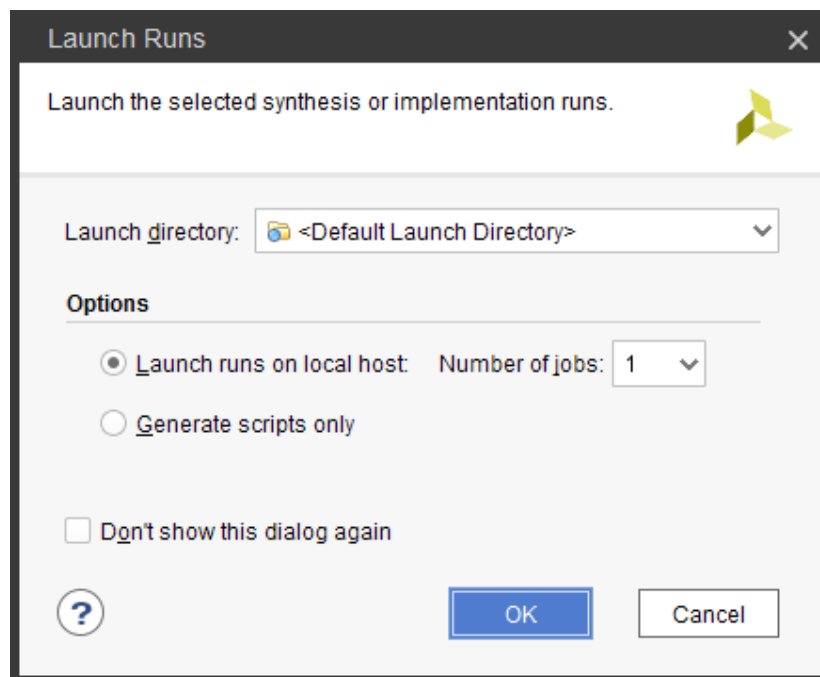 Launch Runs
Launch the selected synthesis or implementation runs.
Launch directory: <Default Launch Directory>
Options
Launch runs on local host: Number of jobs: 1
Generate scripts only
Don't show this dialog again
? OK Cancel